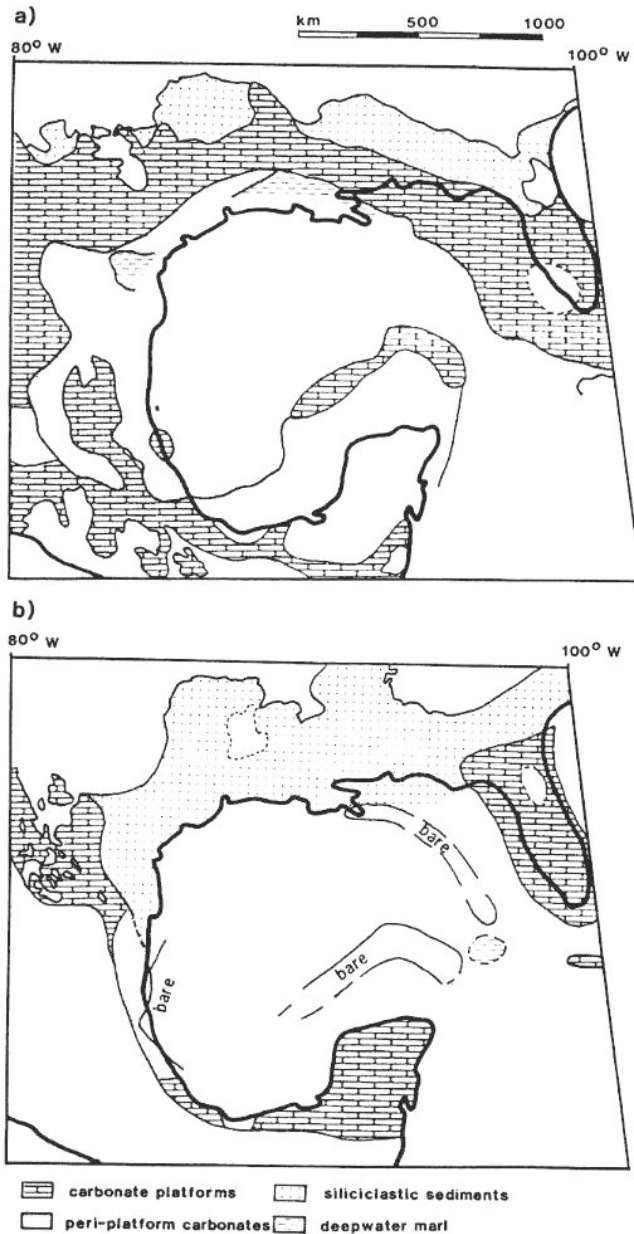 a)
km 500 1000
80° W 100° W
b)
80° W 100° W
bare
bare
bare
carbonate platforms siliciclastic sediments
peri-platform carbonates deepwater marl